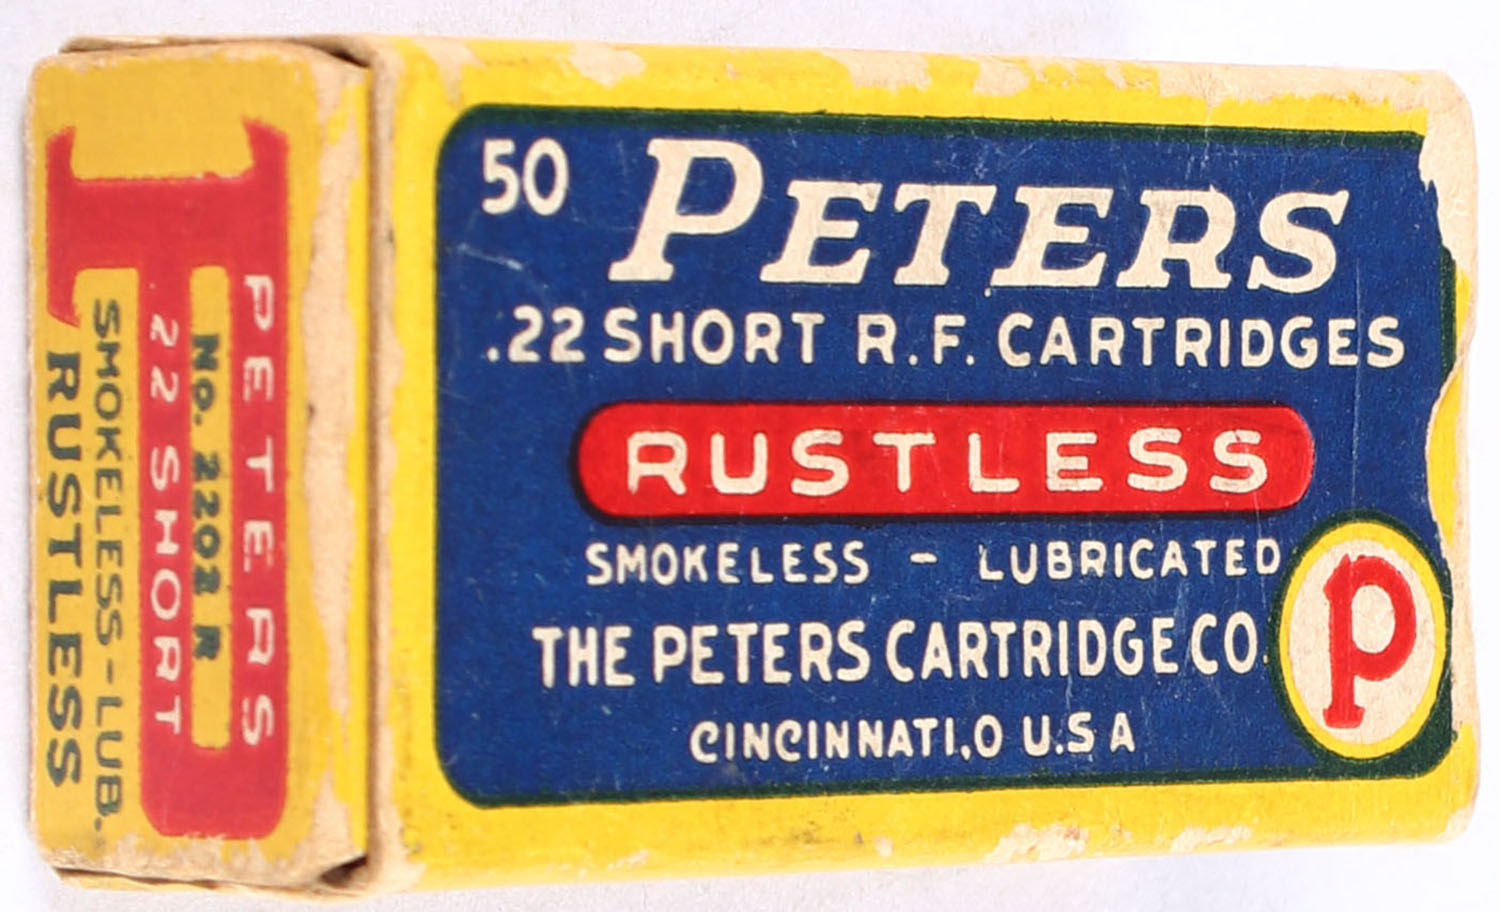 50 PETERS
.22 SHORT R.F. CARTRIDGES
RUSTLESS
SMOKELESS - LUBRICATED
THE PETERS CARTRIDGE CO.
CINCINNATI,O U.S A
P
PETERS
No. 2202 R
22 SHORT
SMOKELESS-LUB.
RUSTLESS